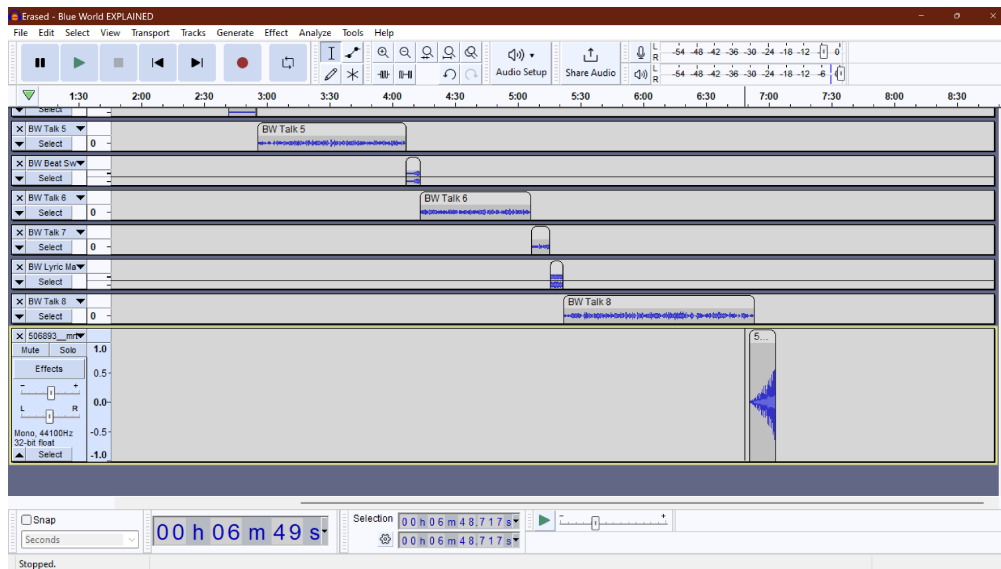 Erased - Blue World EXPLAINED
File Edit Select View Transport Tracks Generate Effect Analyze Tools Help
Audio Setup
Share Audio
L R -54 -48 -42 -36 -30 -24 -18 -12 -6 0
L R -54 -48 -42 -36 -30 -24 -18 -12 -6 0
1:30 2:00 2:30 3:00 3:30 4:00 4:30 5:00 5:30 6:00 6:30 7:00 7:30 8:00 8:30
Select
BW Talk 5
BW Talk 5
Select 0
BW Beat Sw
Select
BW Talk 6
BW Talk 6
Select 0
BW Talk 7
Select 0
BW Lyric Ma
Select
BW Talk 8
BW Talk 8
Select 0
506893__mrt
5...
Mute Solo 1.0
Effects 0.5
- +
0.0
L R
Mono, 44100Hz -0.5
32-bit float
Select -1.0
Snap
Seconds
00 h 06 m 49 s
Selection 00 h 06 m 48.717 s
00 h 06 m 48.717 s
- +
Stopped.